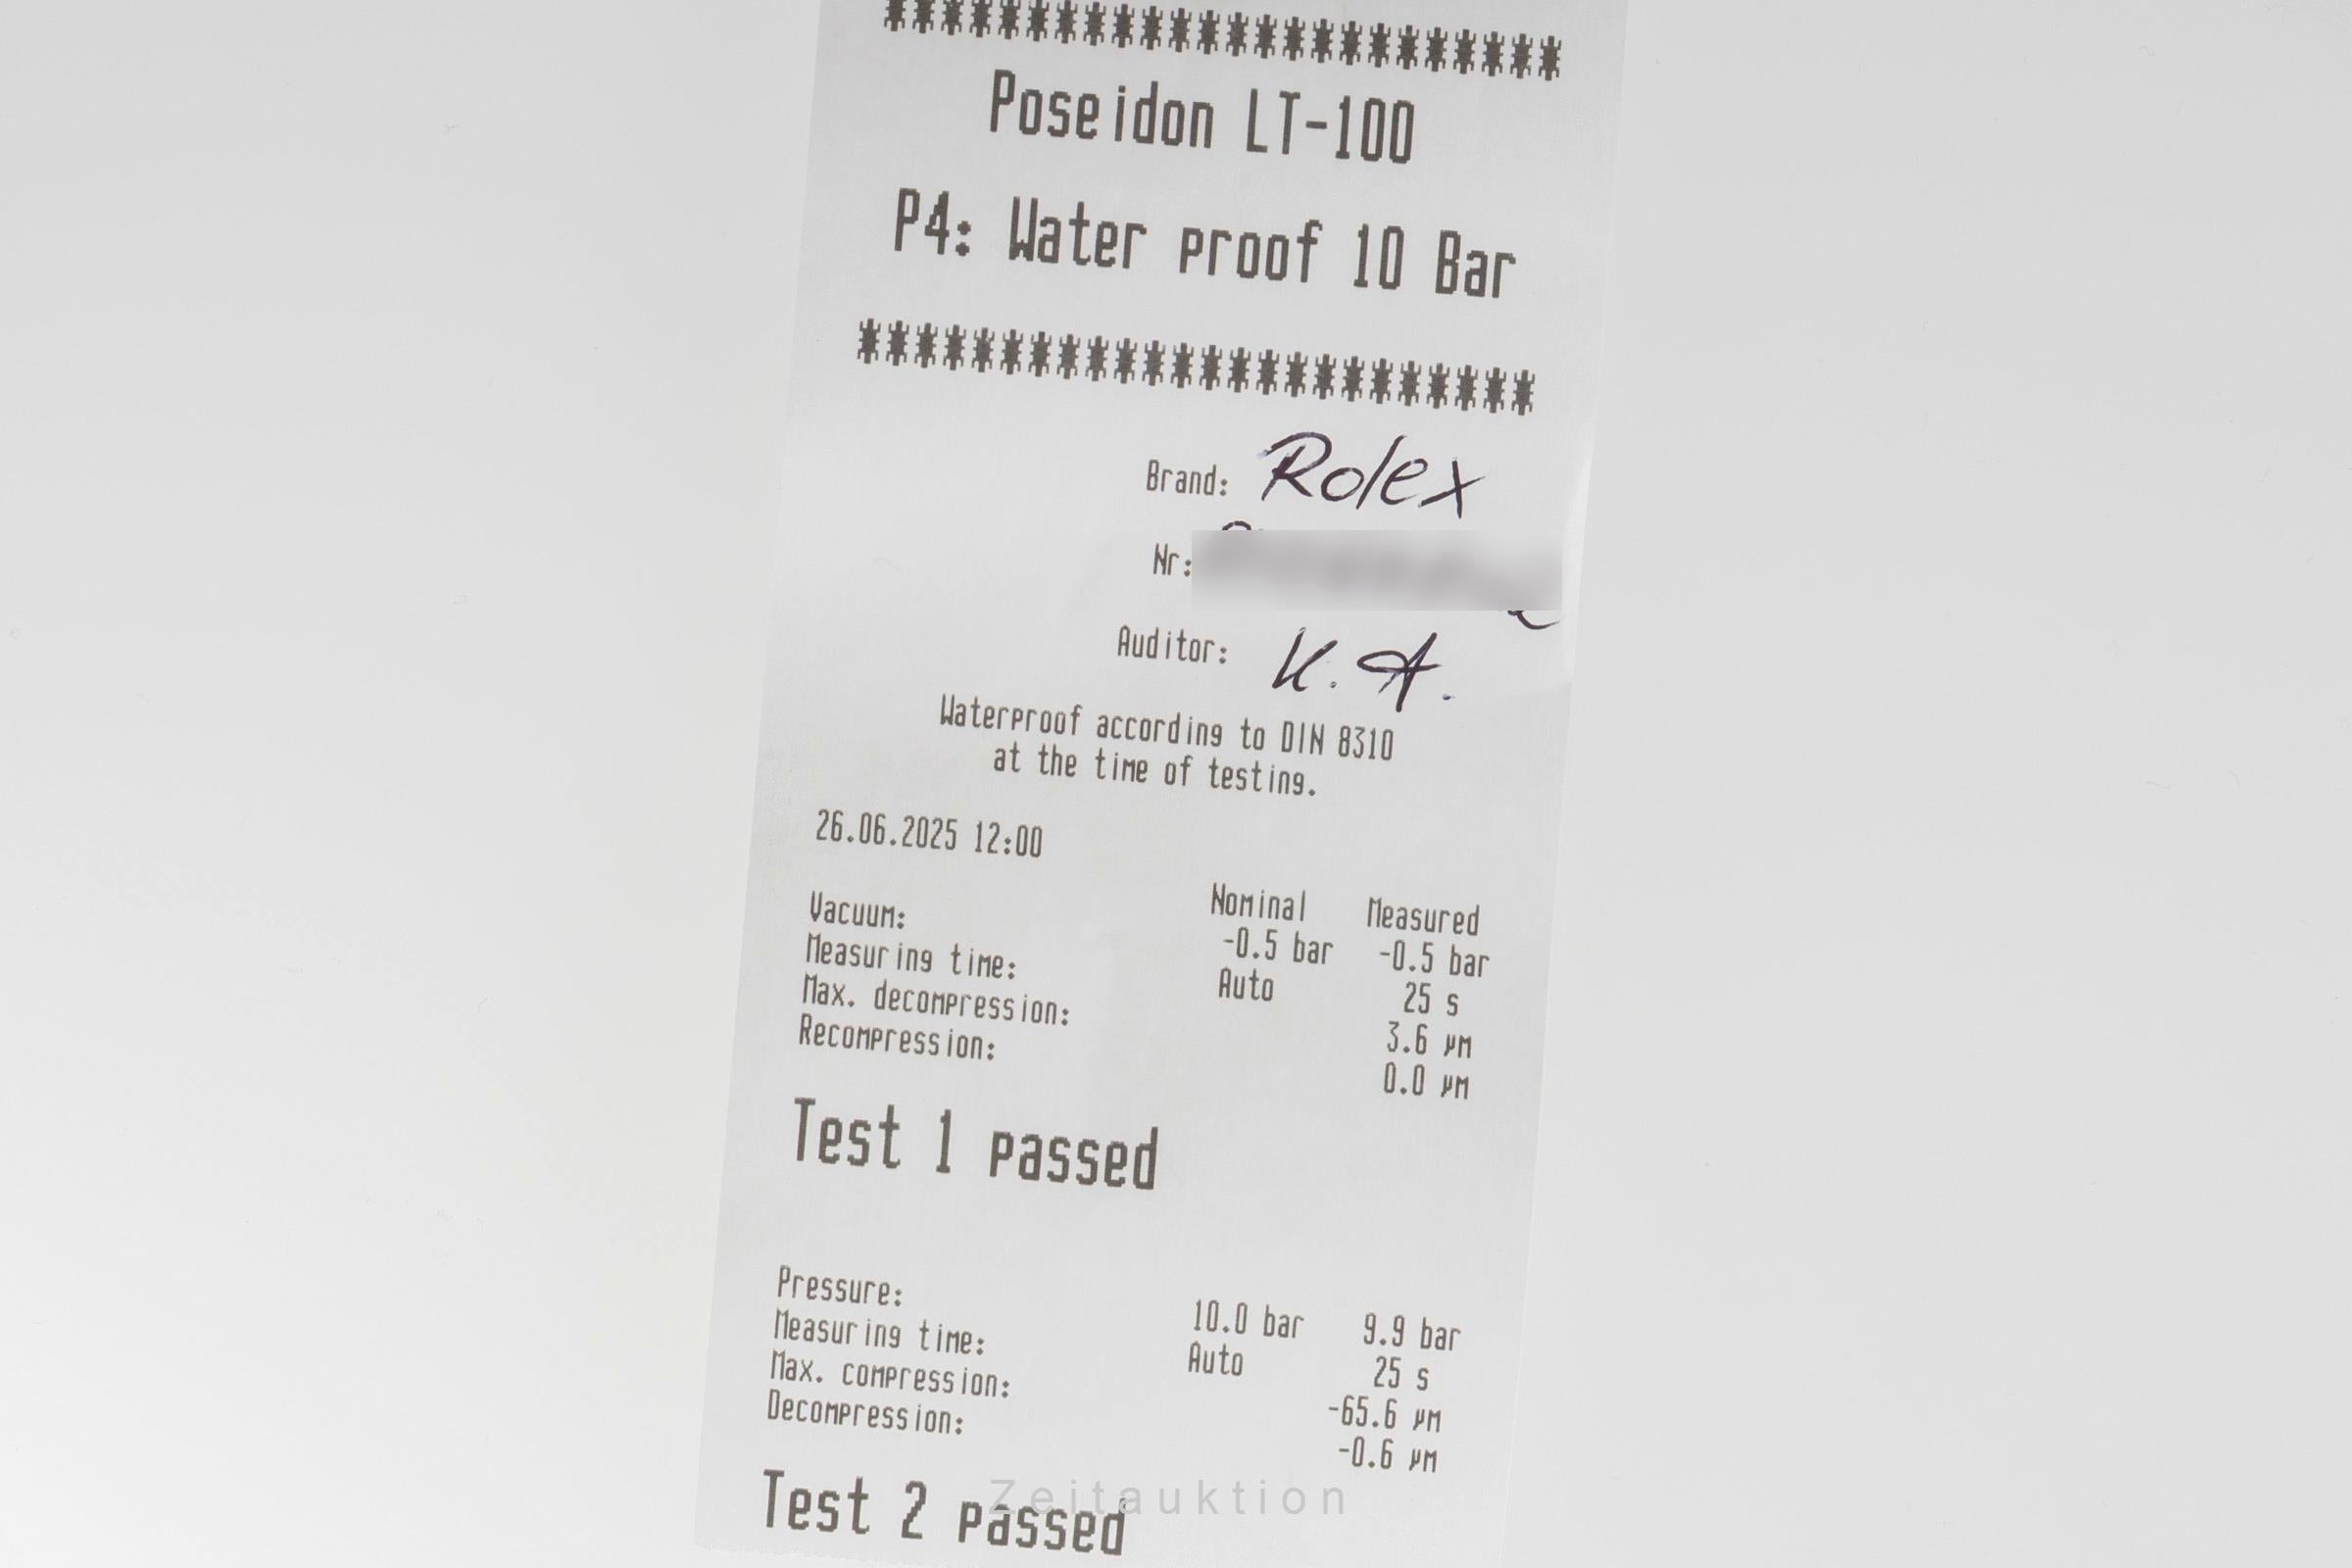 ************************
Poseidon LT-100
P4: Water proof 10 Bar
************************
Brand: Rolex
Nr:
Auditor: K. A.
Waterproof according to DIN 8310
at the time of testing.
26.06.2025 12:00
Nominal Measured
Vacuum: -0.5 bar -0.5 bar
Measuring time: Auto 25 s
Max. decompression: 3.6 µm
Recompression: 0.0 µm
Test 1 passed
Pressure: 10.0 bar 9.9 bar
Measuring time: Auto 25 s
Max. compression: -65.6 µm
Decompression: -0.6 µm
Test 2 passed
Zeitauktion